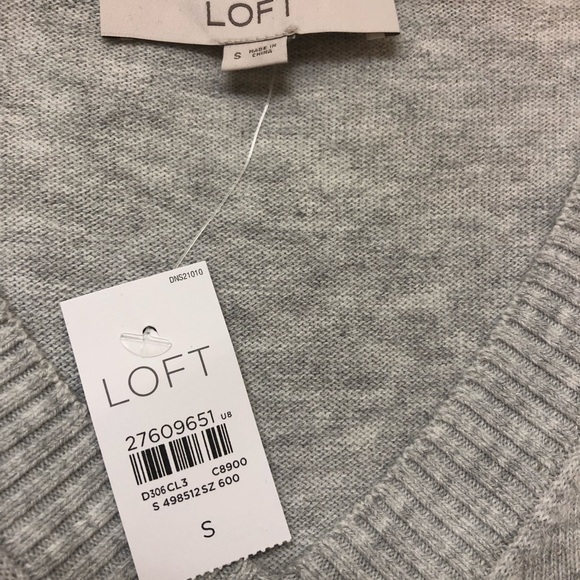 LOFT
S MADE IN
CHINA
DNS21010
LOFT
27609651 U8
D306CL3 C8900
S 498512SZ 600
S